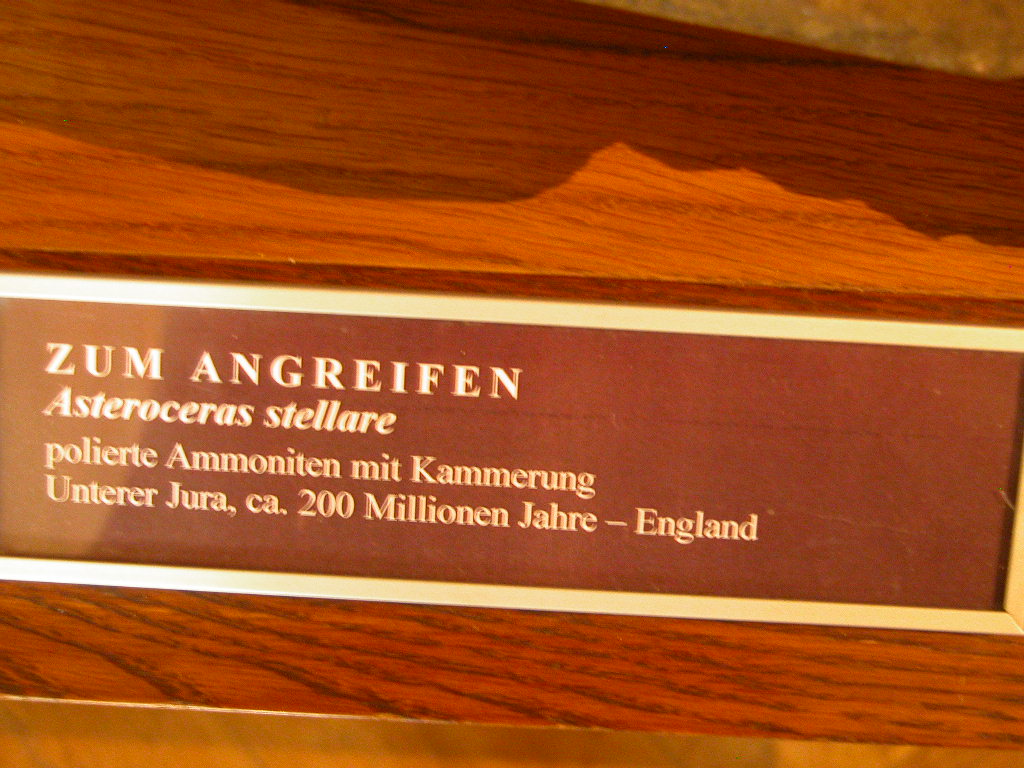 ZUM ANGREIFEN
Asteroceras stellare
polierte Ammoniten mit Kammerung
Unterer Jura, ca. 200 Millionen Jahre – England